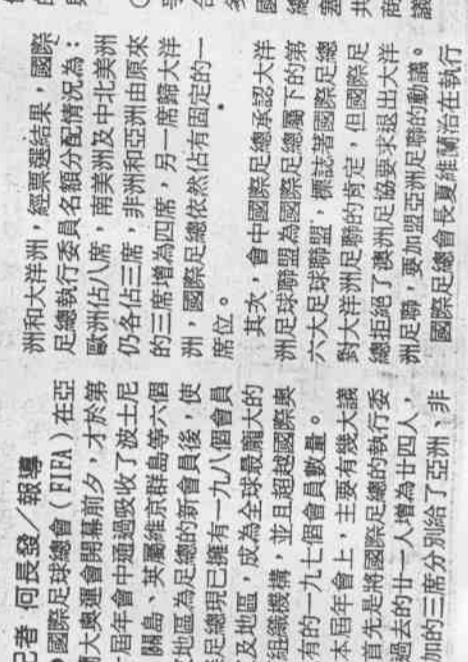 記者 何長發／報導
●國際足球總會（FIFA）在亞
蘭大奧運會開幕前夕，才於第
屆年會中通過吸收了波士尼
關島、英屬維京群島等六個
及地區為足總的新會員後，使
足總現已擁有一九八個會員
及地區，成為全球最龐大的
組織機構，並且超越國際奧
有的一九七個會員數量。
本屆年會上，主要有幾大議
首先是將國際足總的執行委
過去的廿一人增為廿四人，
加的三席分別給了亞洲、非
洲和大洋洲，經票選結果，國際
足總執行委員名額分配情況為：
歐洲佔八席，南美洲及中北美洲
仍各佔三席，非洲和亞洲由原來
的三席增為四席，另一席歸大洋
洲，國際足總依然佔有固定的一
席位。
其次，會中國際足總承認大洋
洲足球聯盟為國際足總屬下的第
六大足球聯盟，標誌著國際足總
對大洋洲足聯的肯定，但國際足
總拒絕了澳洲足協要求退出大洋
洲足聯，要加盟亞洲足聯的動議。
國際足總會長夏維蘭治在執行
的
合
多
國
總
塞
共
商
議